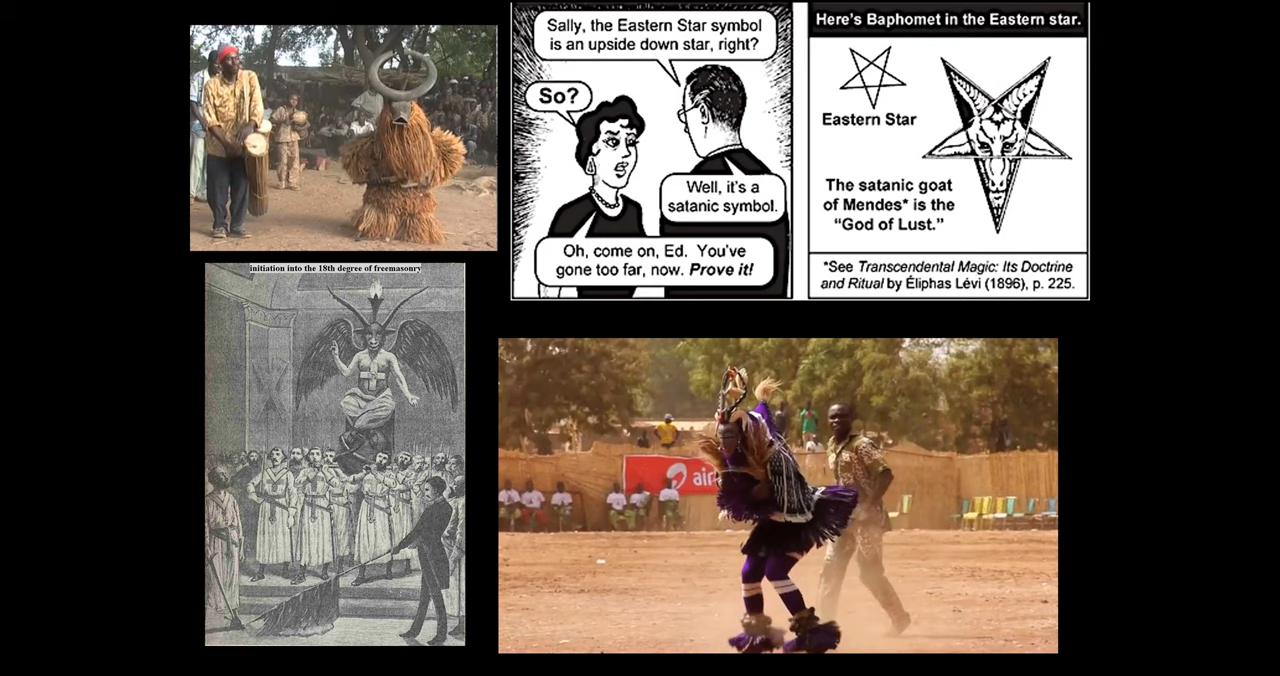 Sally, the Eastern Star symbol
is an upside down star, right?
So?
Well, it's a
satanic symbol.
Oh, come on, Ed. You've
gone too far, now. Prove it!
Here's Baphomet in the Eastern star.
Eastern Star
The satanic goat
of Mendes* is the
“God of Lust.”
*See Transcendental Magic: Its Doctrine
and Ritual by Éliphas Lévi (1896), p. 225.
initiation into the 18th degree of freemasonry
air